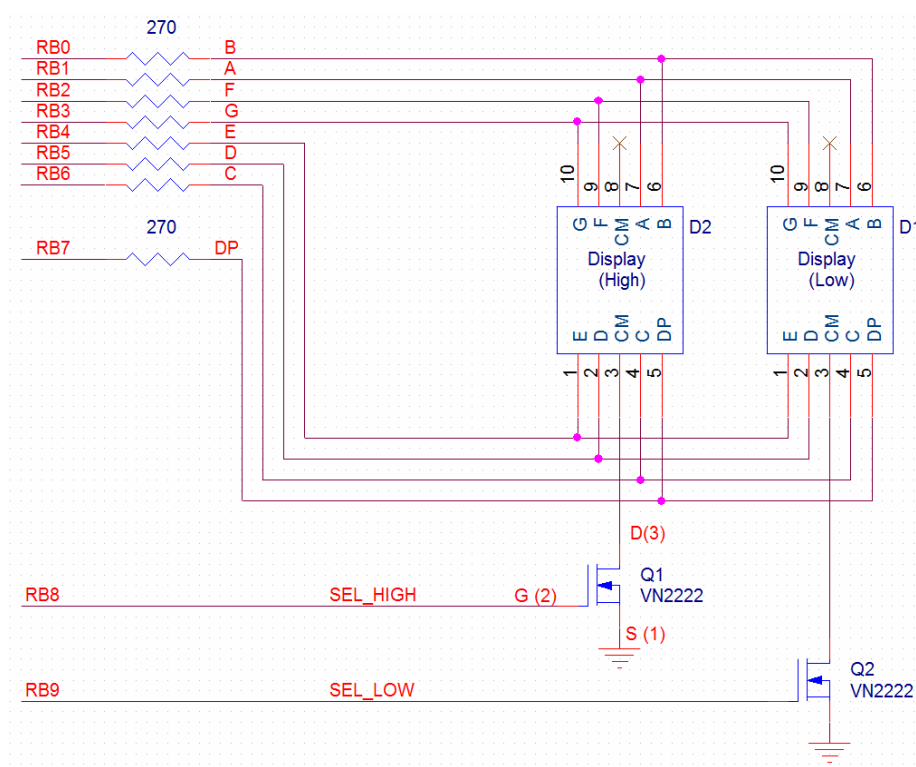 270
RB0 B
RB1 A
RB2 F
RB3 G
RB4 E
RB5 D
RB6 C
270
RB7 DP
10 9 8 7 6
G F CM A B
D2
Display
(High)
E D CM C DP
1 2 3 4 5
10 9 8 7 6
G F CM A B
D1
Display
(Low)
E D CM C DP
1 2 3 4 5
D(3)
Q1
VN2222
RB8 SEL_HIGH G (2)
S (1)
Q2
VN2222
RB9 SEL_LOW